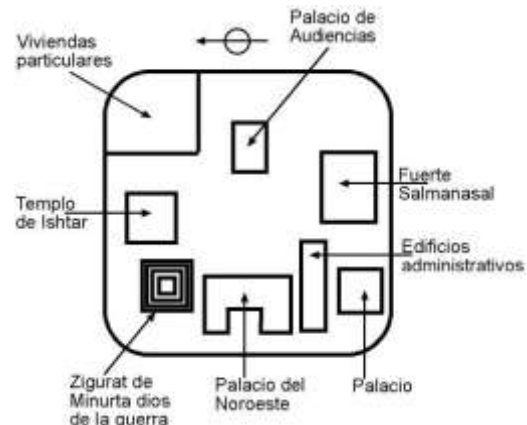 Palacio de
Audiencias
Viviendas
particulares
Fuerte
Salmanasal
Templo
de Ishtar
Edificios
administrativos
Zigurat de
Minurta dios
de la guerra
Palacio del
Noroeste
Palacio